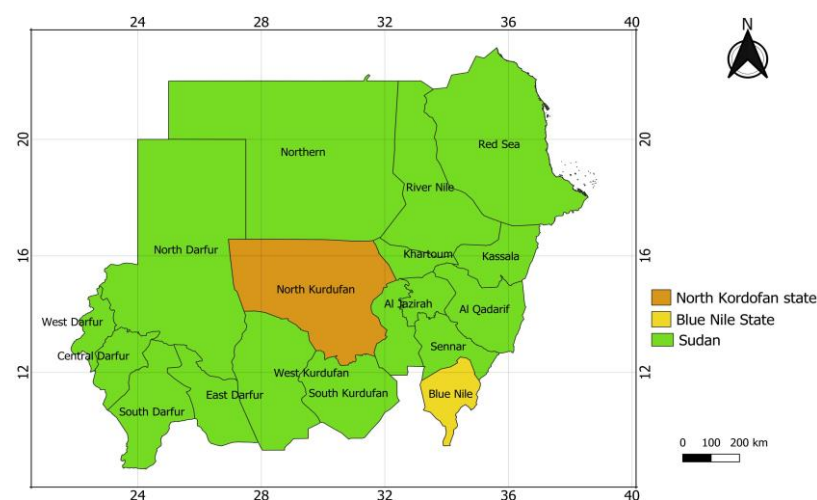 24 28 32 36 40
N
20 20
Northern
Red Sea
River Nile
North Darfur
16 16
Khartoum
Kassala
North Kurdufan
Al Jazirah
Al Qadarif
West Darfur
Central Darfur
Sennar
12 12
West Kurdufan
South Kurdufan
East Darfur
South Darfur
Blue Nile
North Kordofan state
Blue Nile State
Sudan
0 100 200 km
24 28 32 36 40